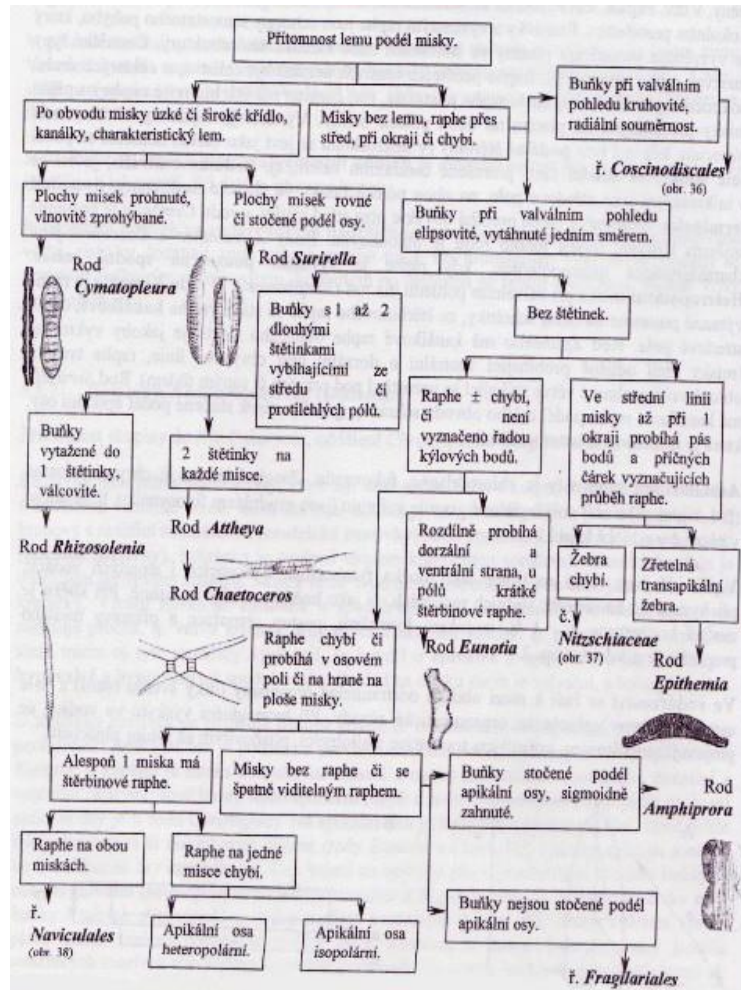 Přítomnost lemu podél misky.
Po obvodu misky úzké či široké křídlo,
kanálky, charakteristický lem.
Misky bez lemu, raphe přes
střed, při okraji či chybí.
Buňky při valválním
pohledu kruhovité,
radiální souměrnost.
ř. Coscinodiscales
(obr. 36)
Plochy misek prohnuté,
vlnovitě zprohýbané.
Plochy misek rovné
či stočené podél osy.
Buňky při valválním pohledu
elipsovité, vytáhnuté jedním směrem.
Rod
Cymatopleura
Rod Surirella
Buňky s 1 až 2
dlouhými štětinkami
vybíhajícími ze
středu či
protilehlých pólů.
Bez štětinek.
Buňky
vytažené do
1 štětinky,
válcovité.
2 štětinky na
každé misce.
Raphe ± chybí,
či není
vyznačeno řadou
kýlových bodů.
Ve střední linii
misky až při 1
okraji probíhá pás
bodů a příčných
čárek vyznačujících
průběh raphe.
Rod Rhizosolenia
Rod Attheya
Rod Chaetoceros
Rozdílně probíhá
dorzální a
ventrální strana, u
pólů krátké
štěrbinovité raphe.
Žebra
chybí.
Zřetelná
transapikální
žebra.
č.
Nitzschiaceae
(obr. 37)
Rod
Epithemia
Rod Eunotia
Raphe chybí či
probíhá v osovém
poli či na hraně na
ploše misky.
Alespoň 1 miska má
štěrbinové raphe.
Misky bez raphe či se
špatně viditelným raphem.
Buňky stočené podél
apikální osy, sigmoidně
zahnuté.
Rod
Amphiprora
Raphe na obou
miskách.
Raphe na jedné
misce chybí.
ř.
Naviculales
(obr. 38)
Apikální osa
heteropolární.
Apikální osa
isopolární.
Buňky nejsou stočené podél
apikální osy.
ř. Fragilariales